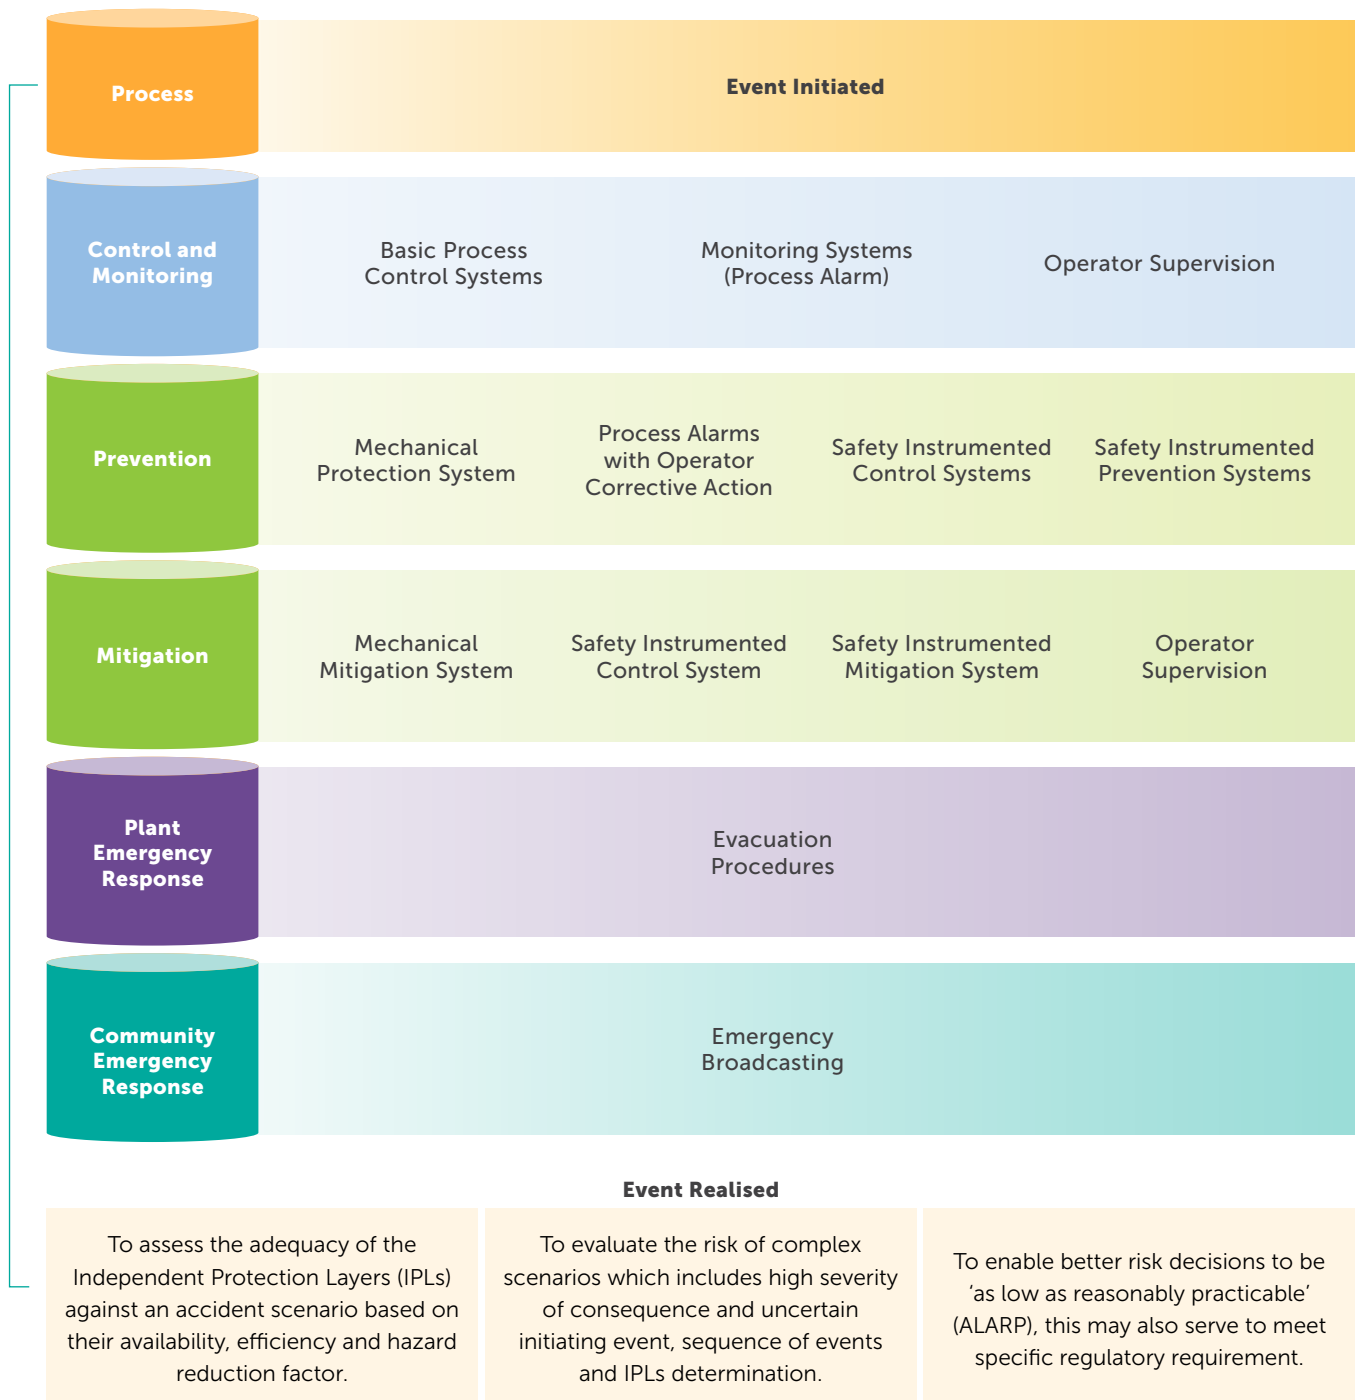 Process
Event Initiated
Control and
Monitoring
Basic Process
Control Systems
Monitoring Systems
(Process Alarm)
Operator Supervision
Prevention
Mechanical
Protection System
Process Alarms
with Operator
Corrective Action
Safety Instrumented
Control Systems
Safety Instrumented
Prevention Systems
Mitigation
Mechanical
Mitigation System
Safety Instrumented
Control System
Safety Instrumented
Mitigation System
Operator
Supervision
Plant
Emergency
Response
Evacuation
Procedures
Community
Emergency
Response
Emergency
Broadcasting
Event Realised
To assess the adequacy of the
Independent Protection Layers (IPLs)
against an accident scenario based on
their availability, efficiency and hazard
reduction factor.
To evaluate the risk of complex
scenarios which includes high severity
of consequence and uncertain
initiating event, sequence of events
and IPLs determination.
To enable better risk decisions to be
‘as low as reasonably practicable’
(ALARP), this may also serve to meet
specific regulatory requirement.